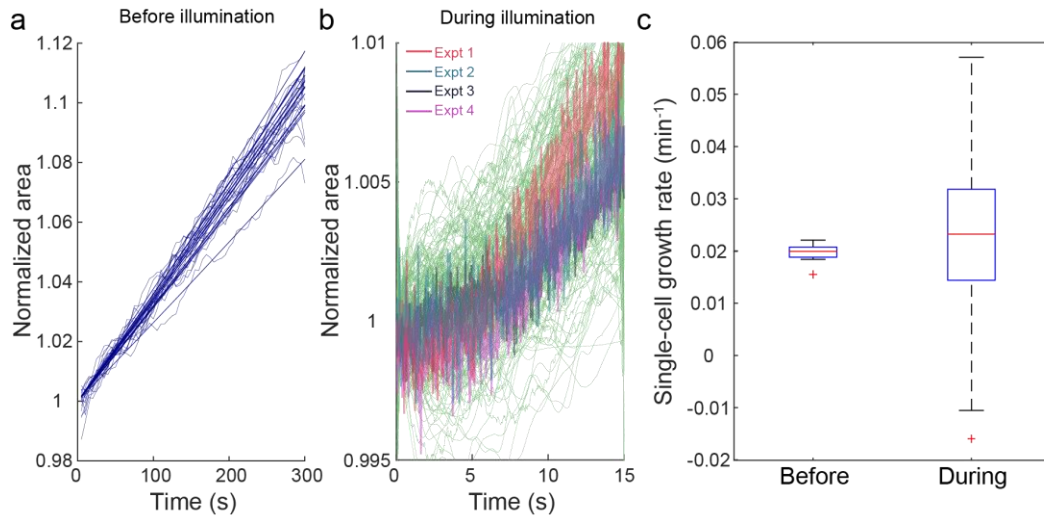 a
Before illumination
Normalized area
1.12
1.1
1.08
1.06
1.04
1.02
1
0.98
0
100
200
300
Time (s)
b
During illumination
Normalized area
1.01
1.005
1
0.995
Expt 1
Expt 2
Expt 3
Expt 4
0
5
10
15
Time (s)
c
Single-cell growth rate (min⁻¹)
0.06
0.05
0.04
0.03
0.02
0.01
0
-0.01
-0.02
Before
During